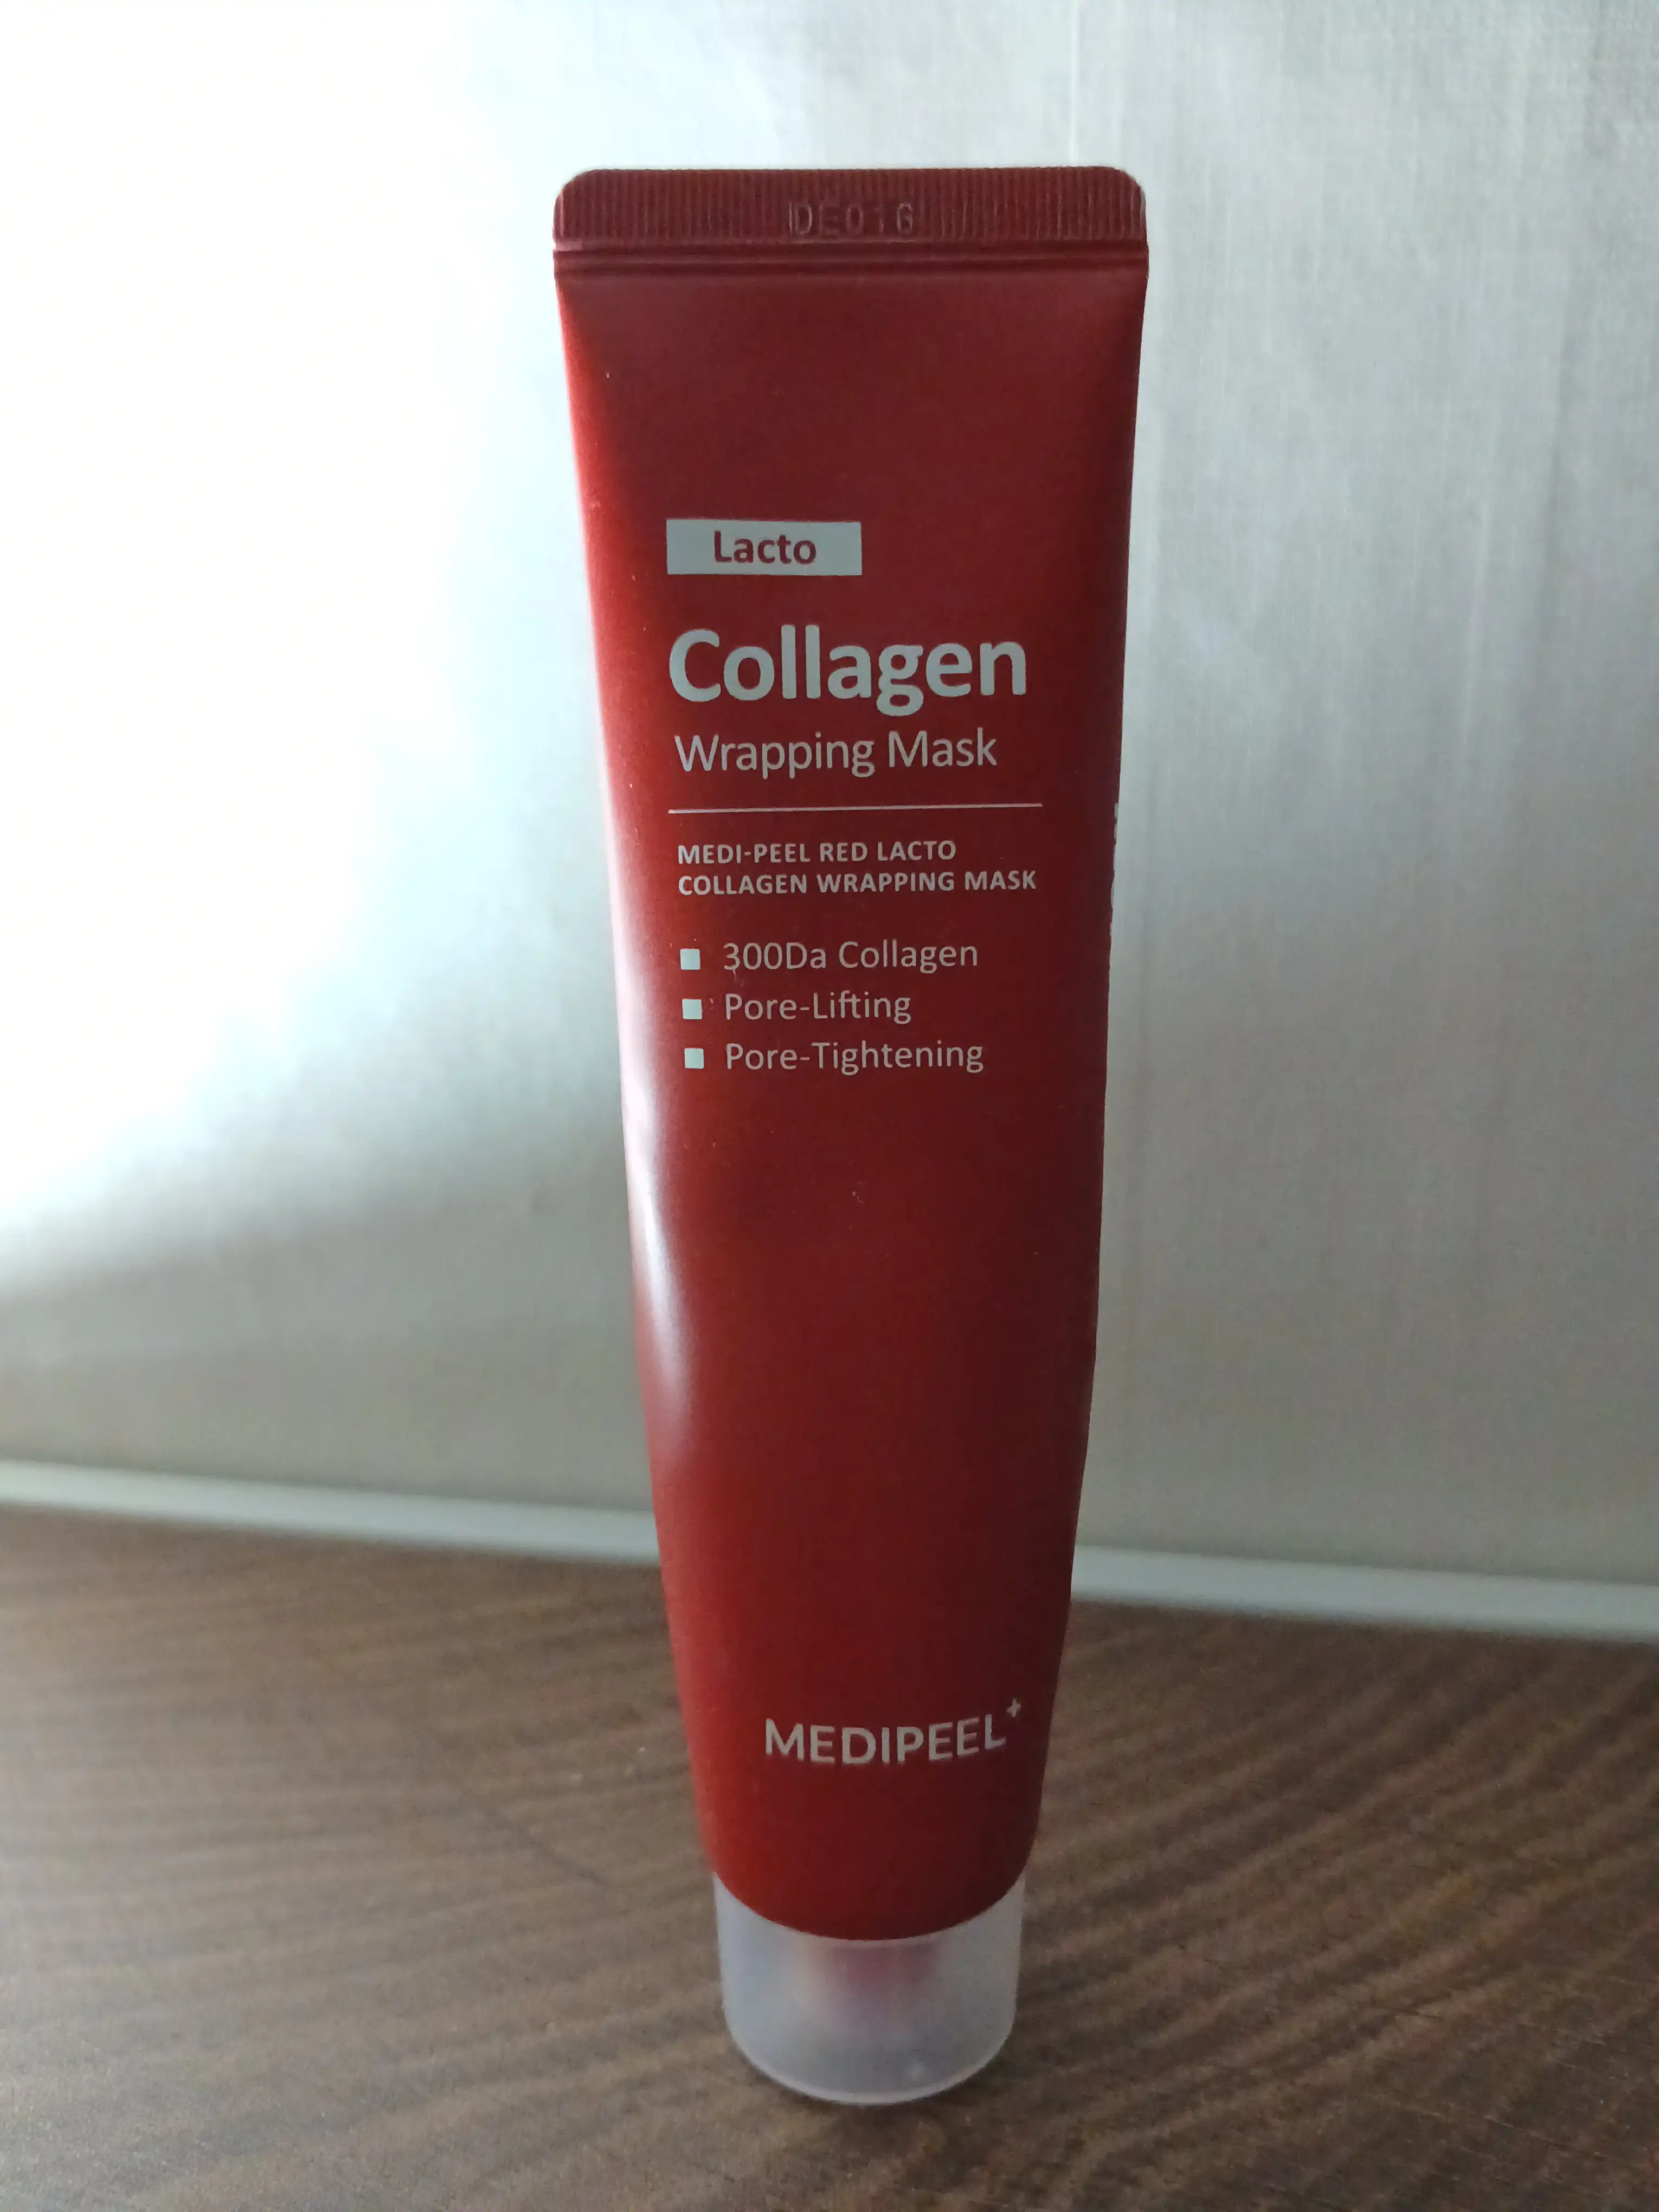 DE016
Lacto
Collagen
Wrapping Mask
MEDI-PEEL RED LACTO
COLLAGEN WRAPPING MASK
300Da Collagen
Pore-Lifting
Pore-Tightening
MEDIPEEL+